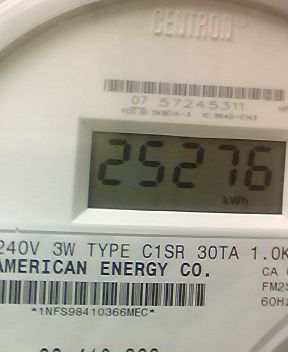 CENTRON
07 57245311
25276
kWh
240V 3W TYPE C1SR 30TA 1.0K
AMERICAN ENERGY CO.
CA
FM2S
60Hz
*1NFS98410366MEC*